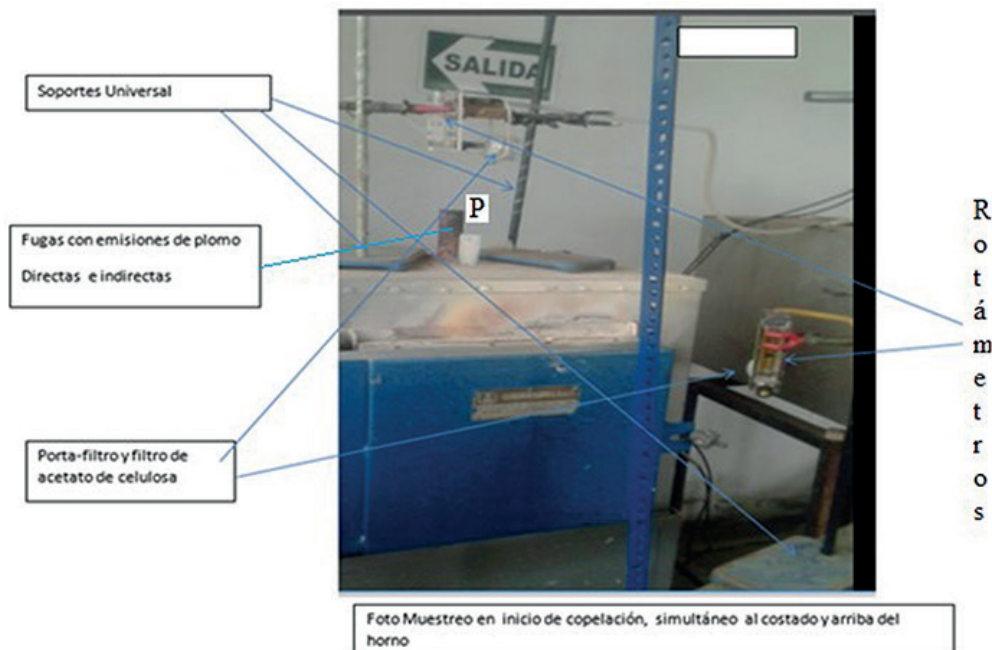 SALIDA
Soportes Universal
P
Fugas con emisiones de plomo
Directas e indirectas
Rotámetros
Porta-filtro y filtro de
acetato de celulosa
Foto Muestreo en inicio de copelación, simultáneo al costado y arriba del
horno